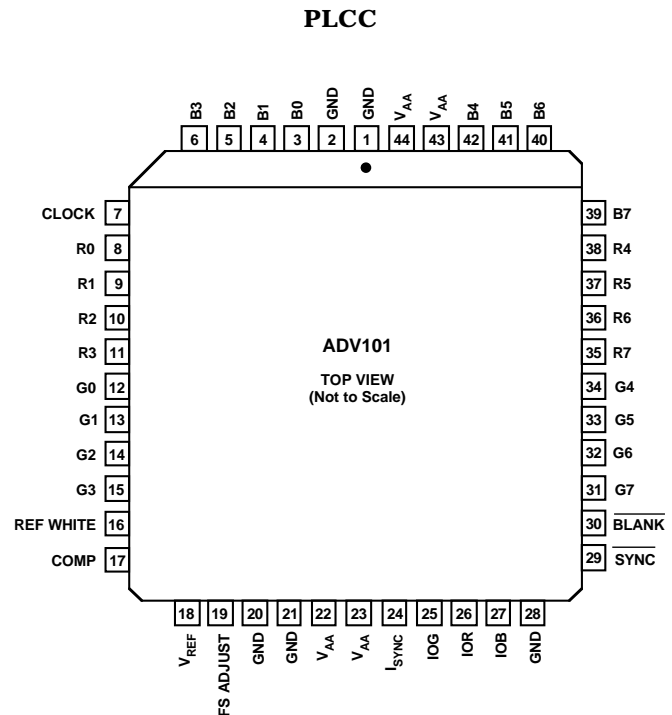 PLCC
B3 B2 B1 B0 GND GND VAA VAA B4 B5 B6
6 5 4 3 2 1 44 43 42 41 40
CLOCK 7 39 B7
R0 8 38 R4
R1 9 37 R5
R2 10 36 R6
R3 11 35 R7
ADV101
TOP VIEW
(Not to Scale)
G0 12 34 G4
G1 13 33 G5
G2 14 32 G6
G3 15 31 G7
REF WHITE 16 30 BLANK
COMP 17 29 SYNC
18 19 20 21 22 23 24 25 26 27 28
VREF FS ADJUST GND GND VAA VAA ISYNC IOG IOR IOB GND